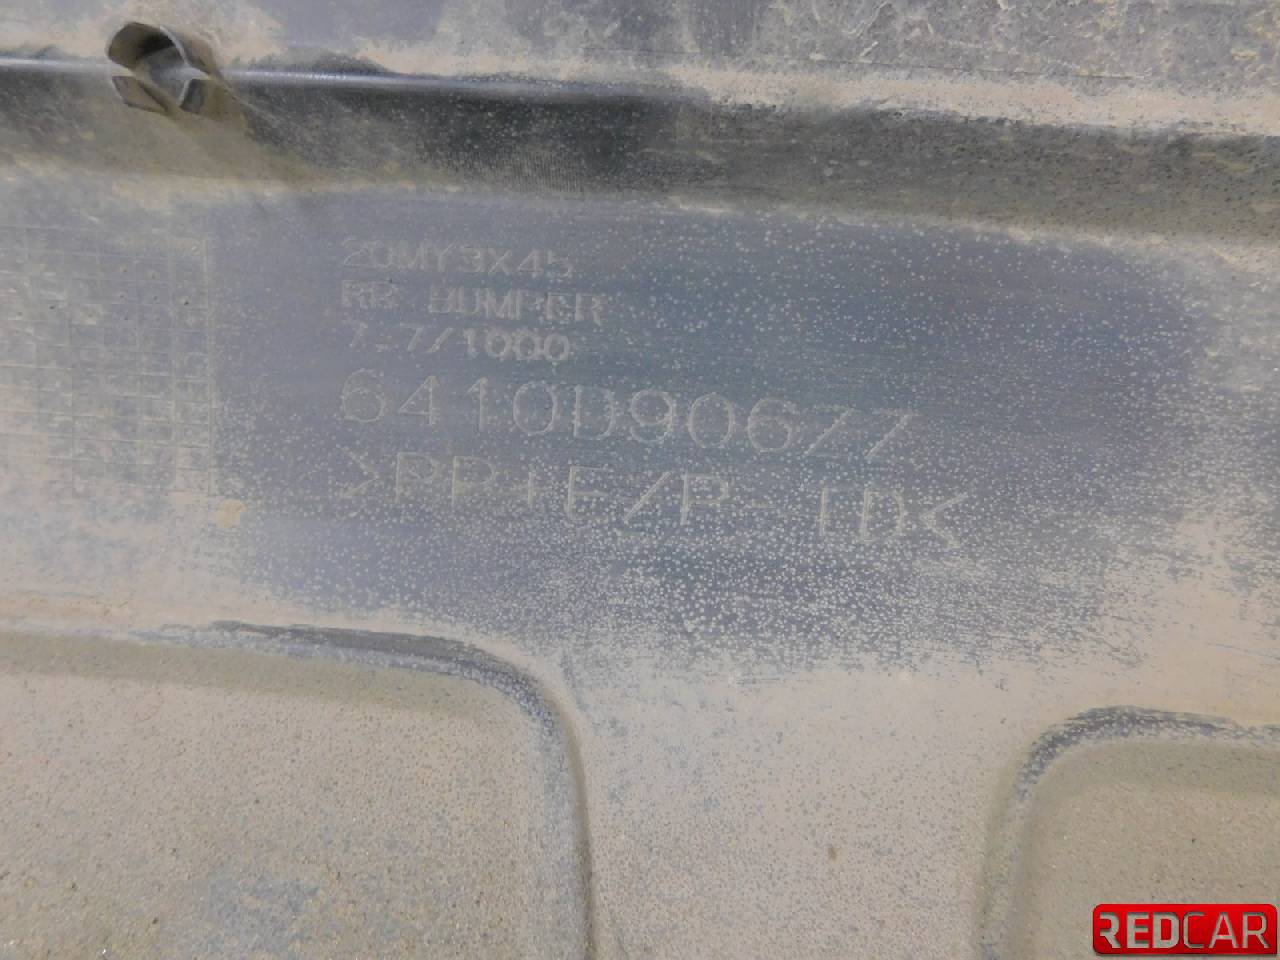 20MY3X45
RR BUMPER
7.7/1000
6410D906ZZ
>PP+E/P-TD<
REDCAR